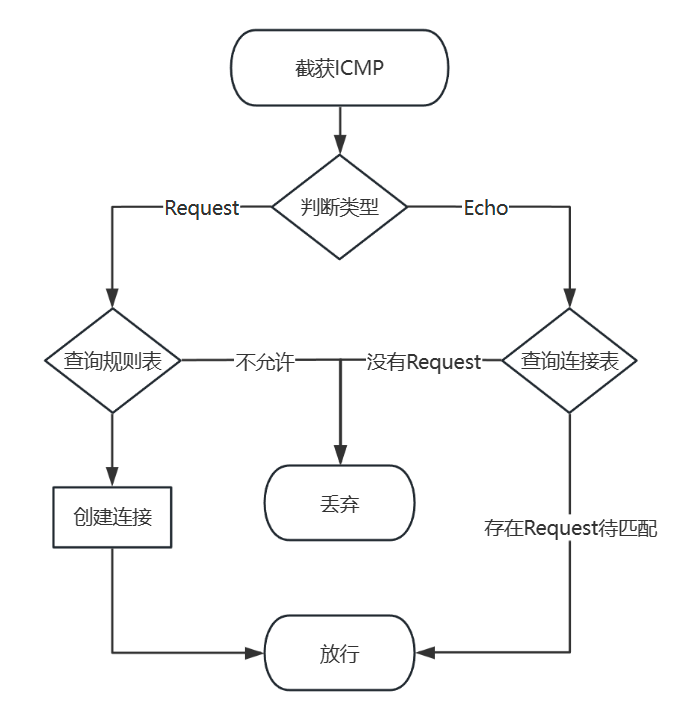 截获ICMP
判断类型
Request
Echo
查询规则表
不允许
没有Request
查询连接表
创建连接
丢弃
存在Request待匹配
放行